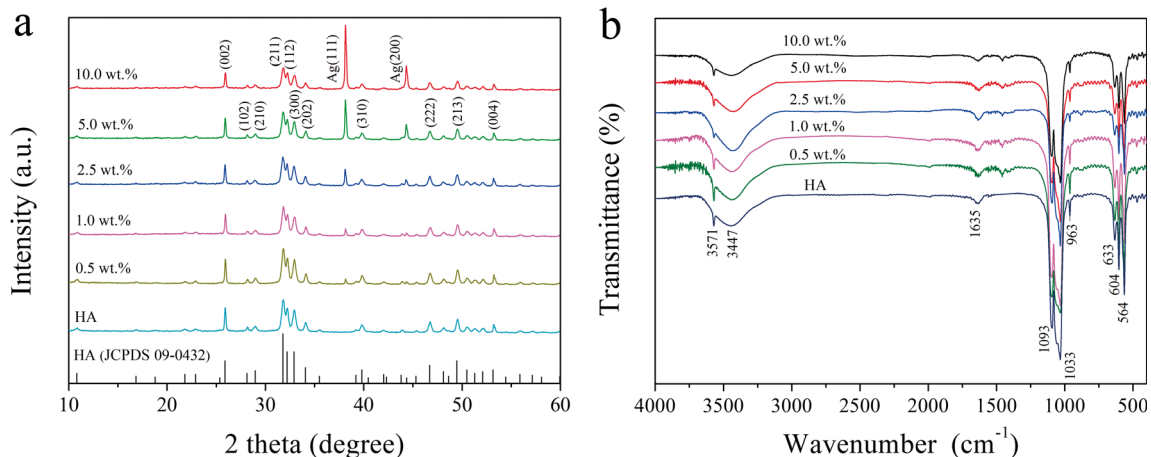 a
Intensity (a.u.)
10.0 wt.%
5.0 wt.%
2.5 wt.%
1.0 wt.%
0.5 wt.%
HA
HA (JCPDS 09-0432)
(002)
(211)
(112)
Ag(111)
Ag(200)
(102)
(210)
(300)
(202)
(310)
(222)
(213)
(004)
10 20 30 40 50 60
2 theta (degree)
b
Transmittance (%)
10.0 wt.%
5.0 wt.%
2.5 wt.%
1.0 wt.%
0.5 wt.%
HA
3571
3447
1635
1093
1033
963
633
604
564
4000 3500 3000 2500 2000 1500 1000 500
Wavenumber (cm⁻¹)